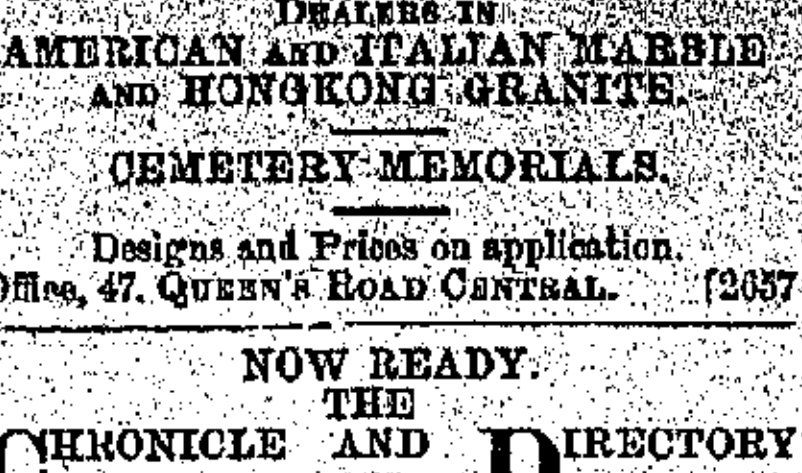 DEALERS IN
AMERICAN AND ITALIAN MARBLE
AND HONGKONG GRANITE.
CEMETERY MEMORIALS.
Designs and Prices on application.
Office, 47. QUEEN'S ROAD CENTRAL. [2657
NOW READY.
THE
CHRONICLE AND DIRECTORY